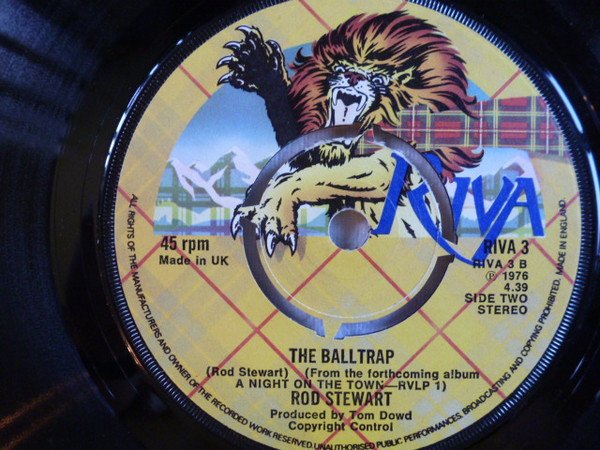 RIVA
RIVA 3
45 rpm
Made in UK
RIVA 3 B
℗ 1976
4.39
SIDE TWO
STEREO
THE BALLTRAP
(Rod Stewart) (From the forthcoming album
A NIGHT ON THE TOWN—RVLP 1)
ROD STEWART
Produced by Tom Dowd
Copyright Control
ALL RIGHTS OF THE MANUFACTURERS AND OWNER OF THE RECORDED WORK RESERVED. UNAUTHORISED PUBLIC PERFORMANCES, BROADCASTING AND COPYING PROHIBITED, MADE IN ENGLAND.